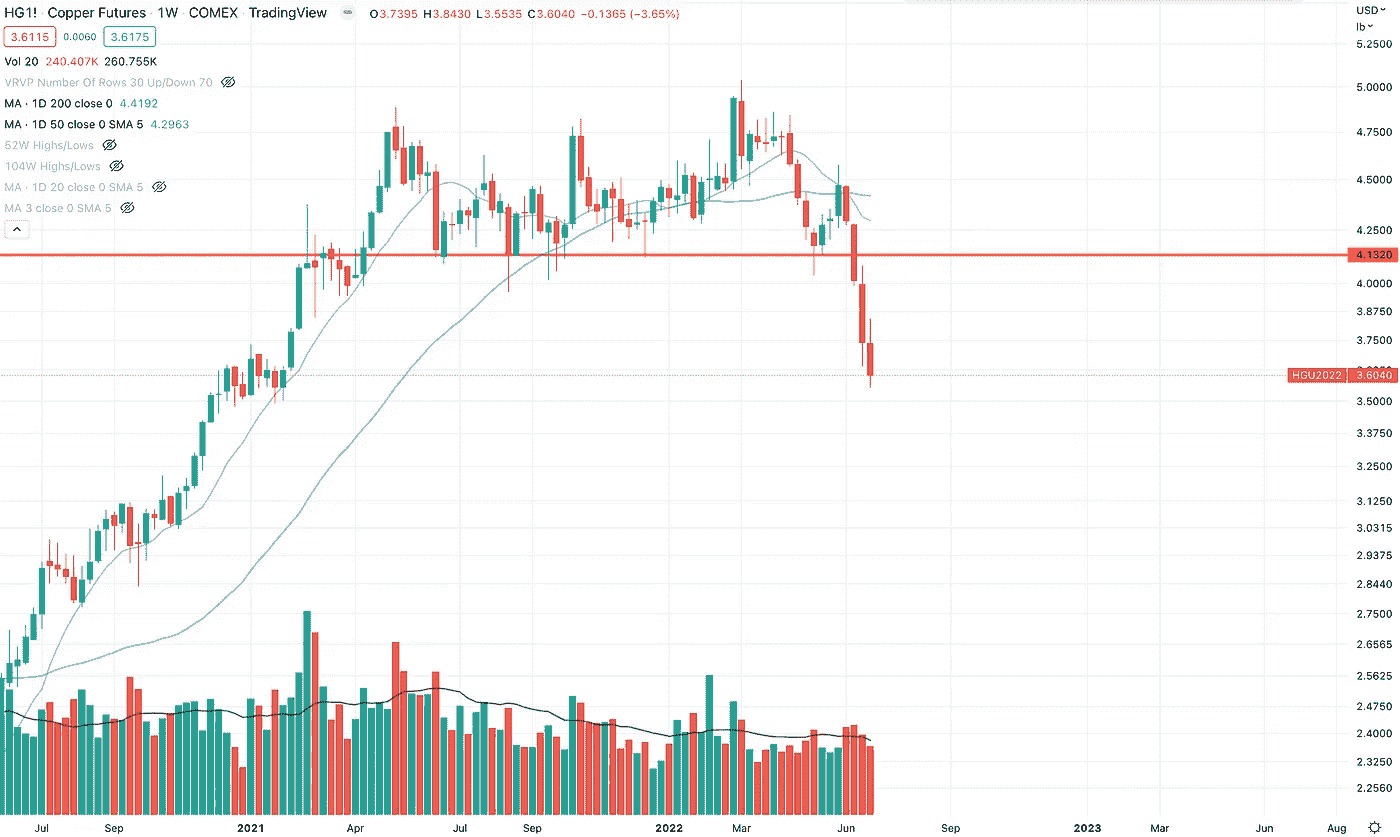 HG1! · Copper Futures · 1W · COMEX · TradingView O3.7395 H3.8430 L3.5535 C3.6040 −0.1365 (−3.65%)
3.6115 0.0060 3.6175
Vol 20 240.407K 260.755K
VRVP Number Of Rows 30 Up/Down 70
MA · 1D 200 close 0 4.4192
MA · 1D 50 close 0 SMA 5 4.2963
52W Highs/Lows
104W Highs/Lows
MA · 1D 20 close 0 SMA 5
MA 3 close 0 SMA 5
USD
lb
5.2500
5.0000
4.7500
4.5000
4.2500
4.1320
4.0000
3.8750
3.7500
HGU2022 3.6040
3.5000
3.3750
3.2500
3.1250
3.0315
2.9375
2.8440
2.7500
2.6565
2.5625
2.4750
2.4000
2.3250
2.2560
Jul Sep 2021 Apr Jul Sep 2022 Mar Jun Sep 2023 Mar Jun Aug